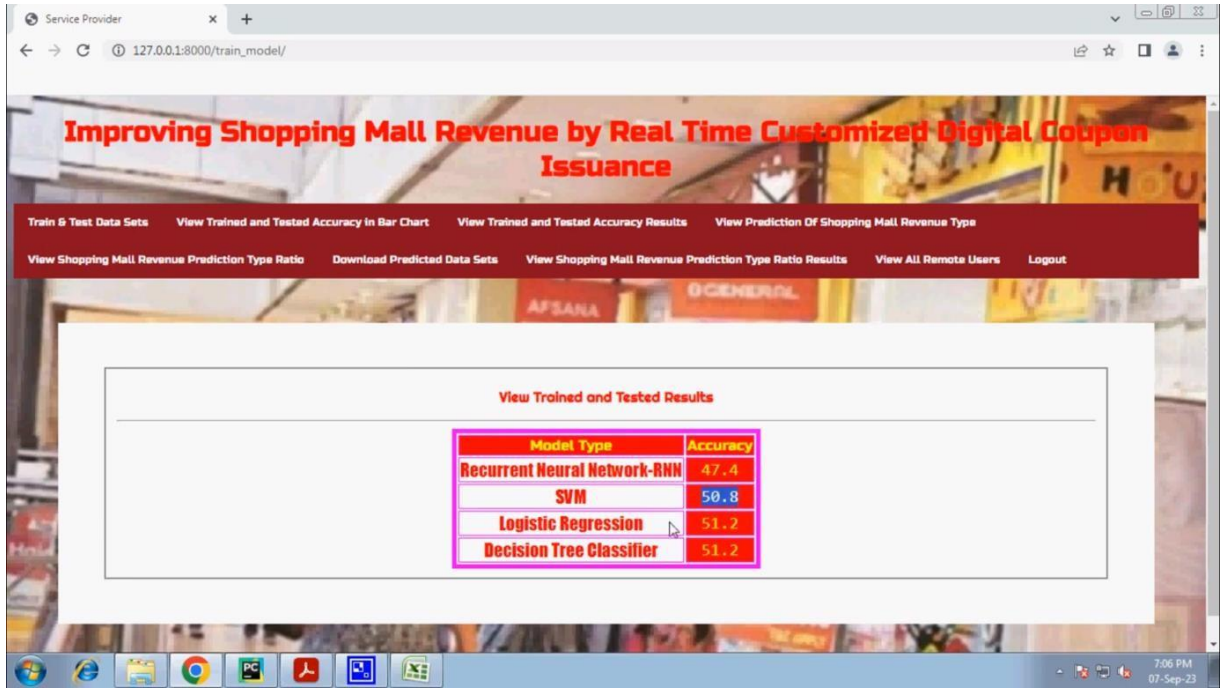 Service Provider
127.0.0.1:8000/train_model/
Improving Shopping Mall Revenue by Real Time Customized Digital Coupon
Issuance
Train & Test Data Sets View Trained and Tested Accuracy in Bar Chart View Trained and Tested Accuracy Results View Prediction Of Shopping Mall Revenue Type
View Shopping Mall Revenue Prediction Type Ratio Download Predicted Data Sets View Shopping Mall Revenue Prediction Type Ratio Results View All Remote Users Logout
OGENERAL
AFSANA
View Trained and Tested Results
Model Type Accuracy
Recurrent Neural Network-RNN 47.4
SVM 50.8
Logistic Regression 51.2
Decision Tree Classifier 51.2
PC
7:06 PM
07-Sep-23